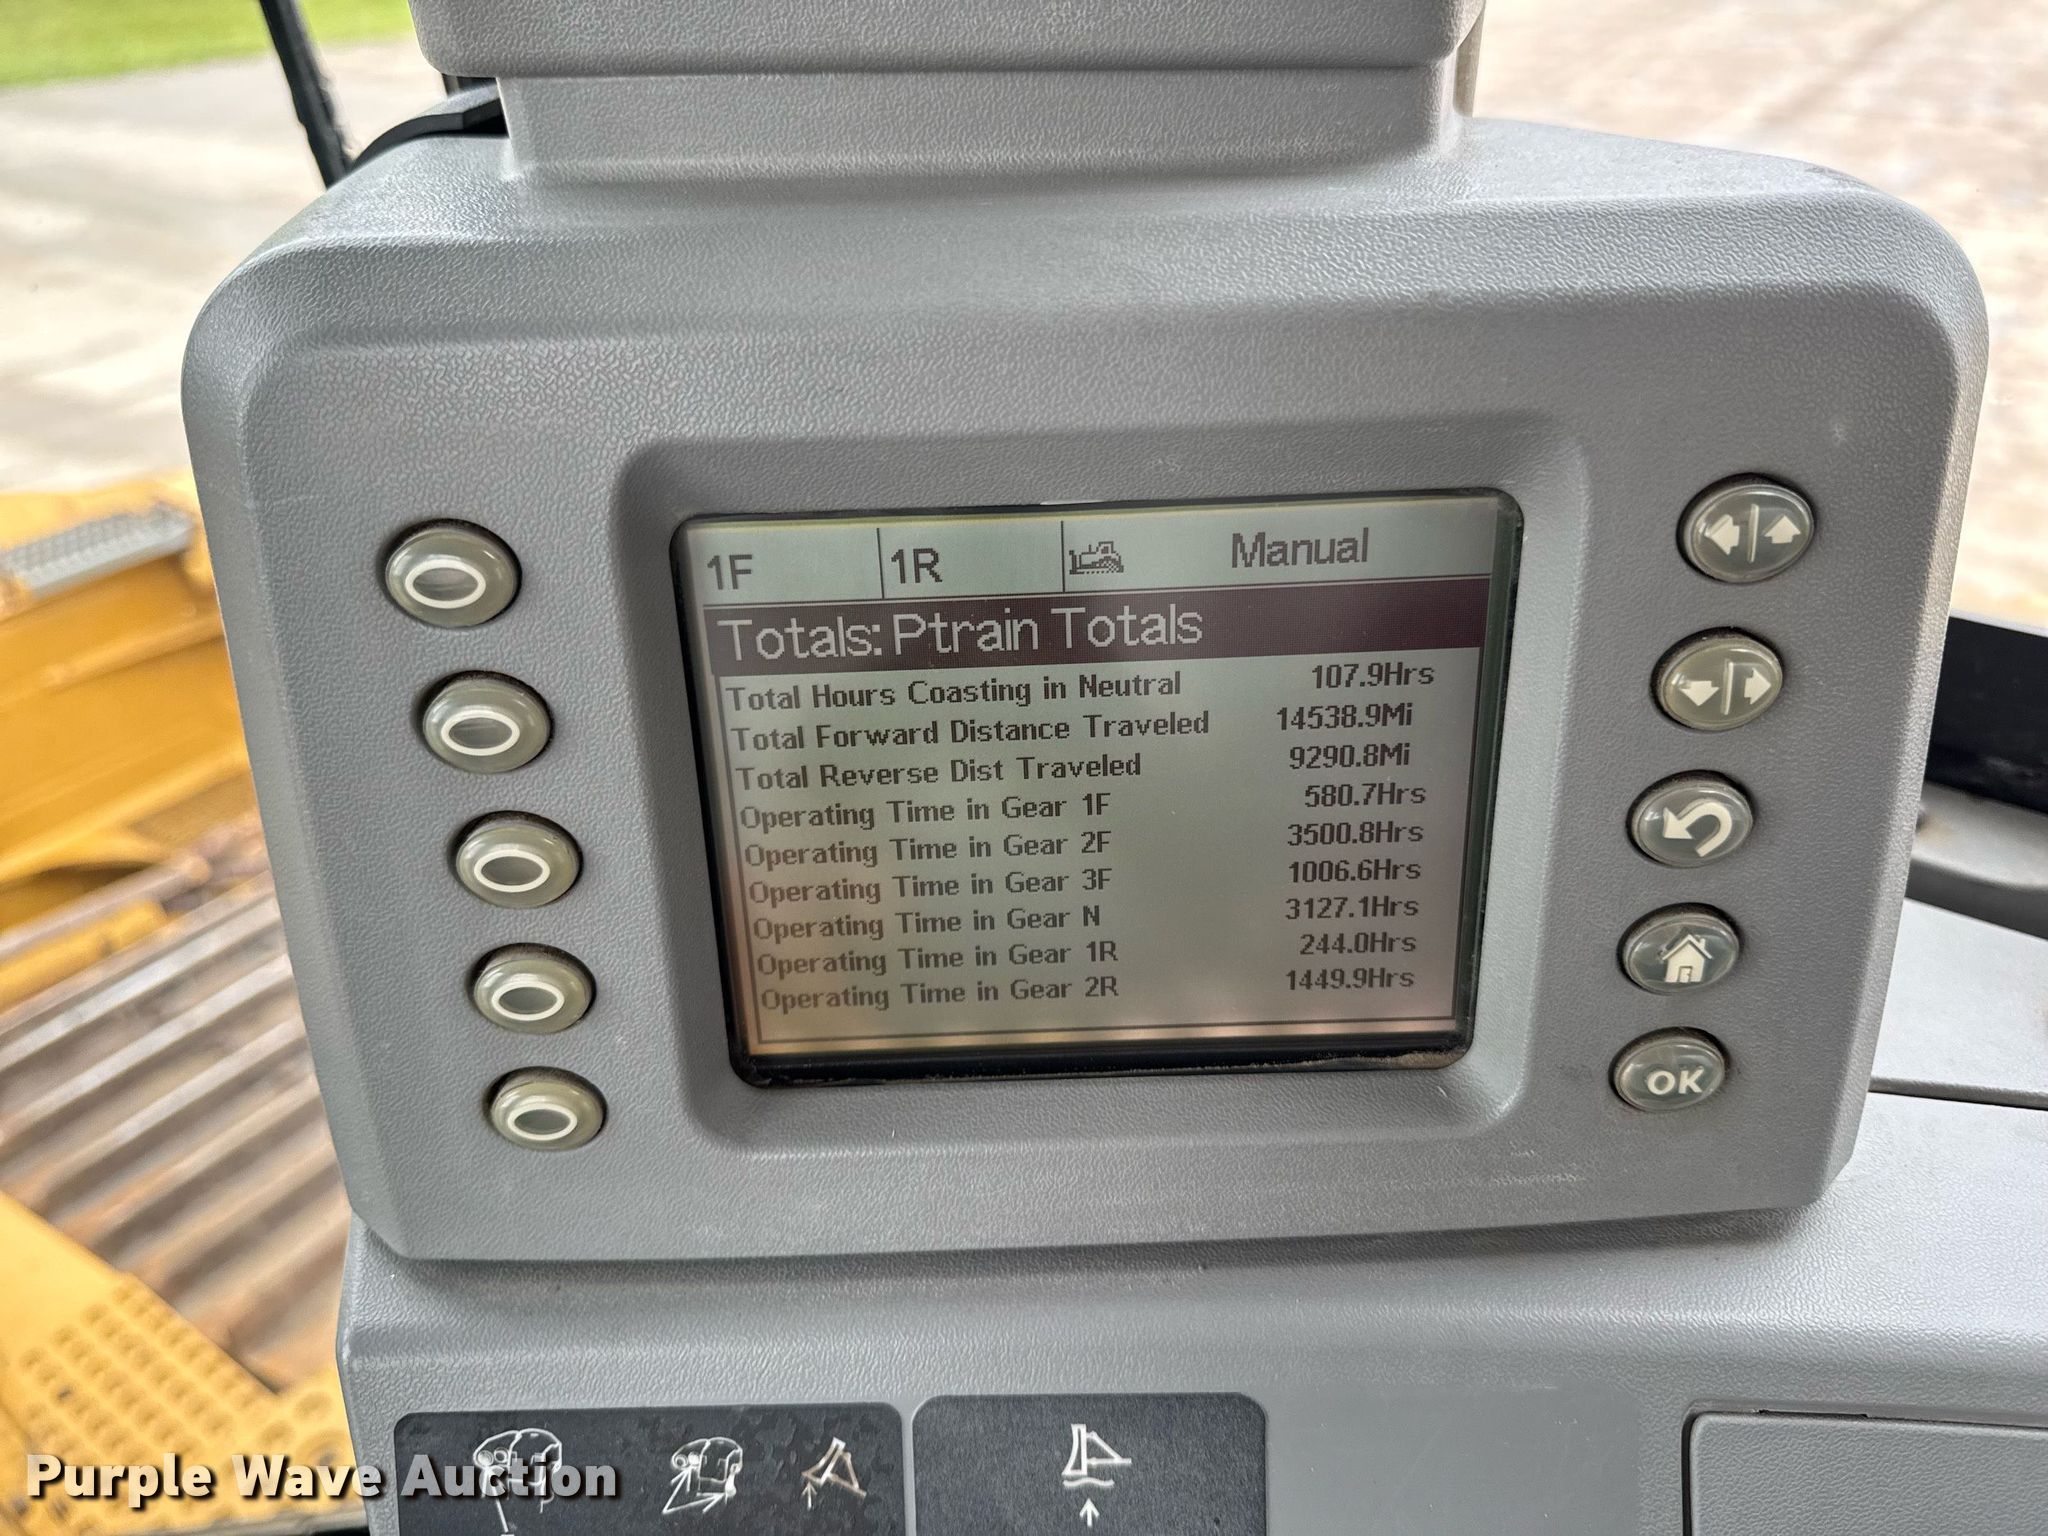 1F 1R Manual
Totals: Ptrain Totals
Total Hours Coasting in Neutral 107.9Hrs
Total Forward Distance Traveled 14538.9Mi
Total Reverse Dist Traveled 9290.8Mi
Operating Time in Gear 1F 580.7Hrs
Operating Time in Gear 2F 3500.8Hrs
Operating Time in Gear 3F 1006.6Hrs
Operating Time in Gear N 3127.1Hrs
Operating Time in Gear 1R 244.0Hrs
Operating Time in Gear 2R 1449.9Hrs
OK
Purple Wave Auction